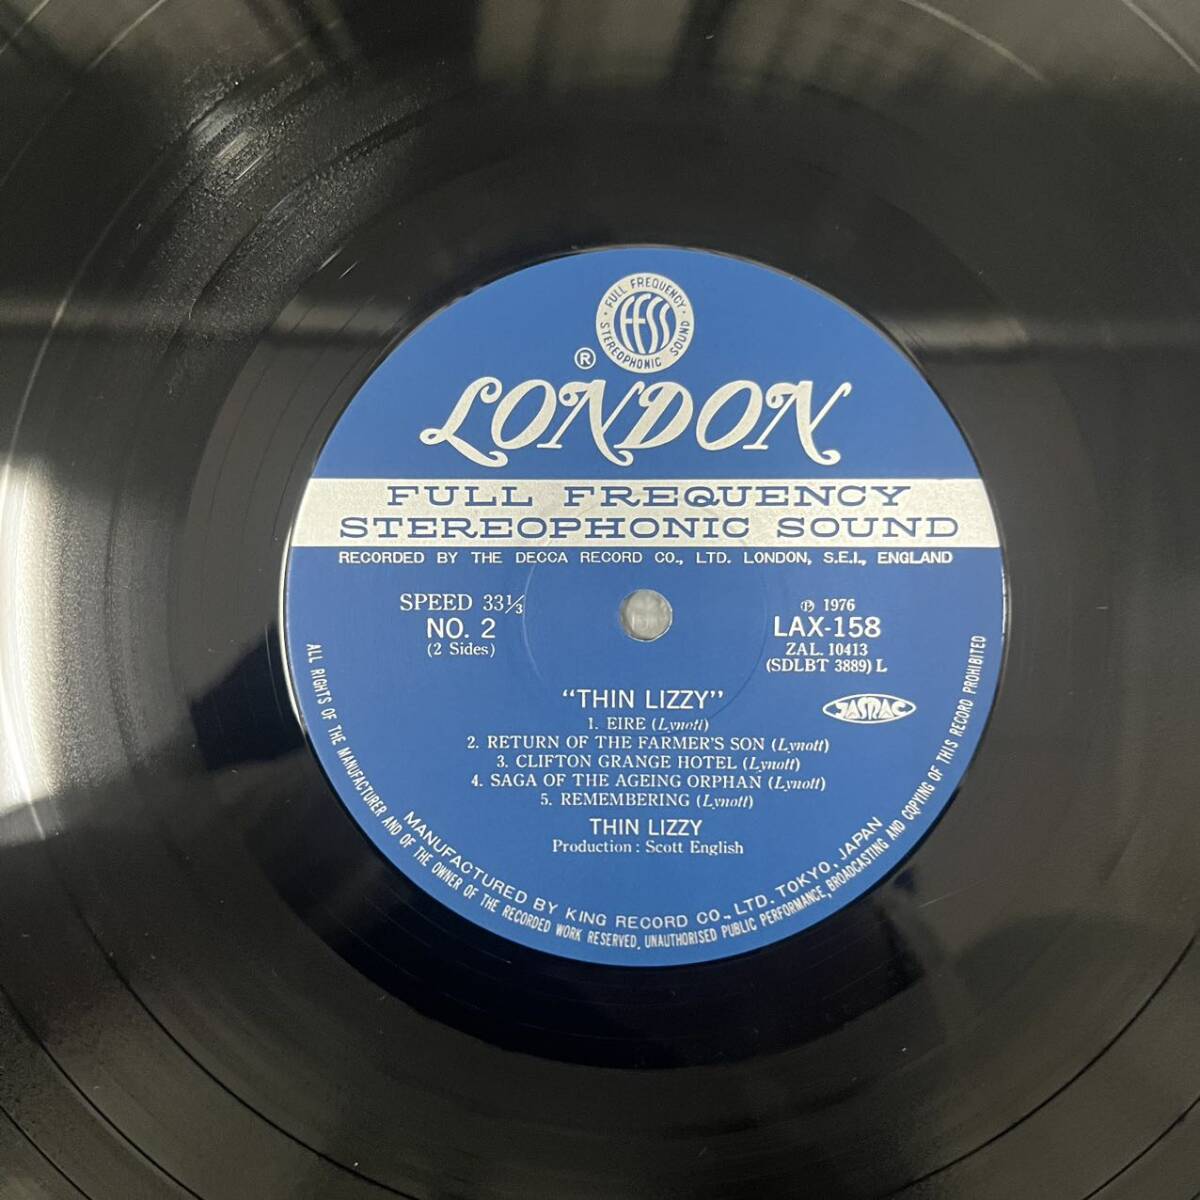 · FULL FREQUENCY ·
STEREOPHONIC SOUND
FFSS
®
LONDON
FULL FREQUENCY
STEREOPHONIC SOUND
RECORDED BY THE DECCA RECORD CO., LTD. LONDON, S.E.I., ENGLAND
SPEED 33⅓
NO. 2
(2 Sides)
℗ 1976
LAX-158
ZAL. 10413
(SDLBT 3889) L
JASRAC
"THIN LIZZY"
1. EIRE (Lynott)
2. RETURN OF THE FARMER'S SON (Lynott)
3. CLIFTON GRANGE HOTEL (Lynott)
4. SAGA OF THE AGEING ORPHAN (Lynott)
5. REMEMBERING (Lynott)
THIN LIZZY
Production : Scott English
MANUFACTURED BY KING RECORD CO., LTD. TOKYO, JAPAN
ALL RIGHTS OF THE MANUFACTURER AND OF THE OWNER OF THE RECORDED WORK RESERVED, UNAUTHORISED PUBLIC PERFORMANCE, BROADCASTING AND COPYING OF THIS RECORD PROHIBITED